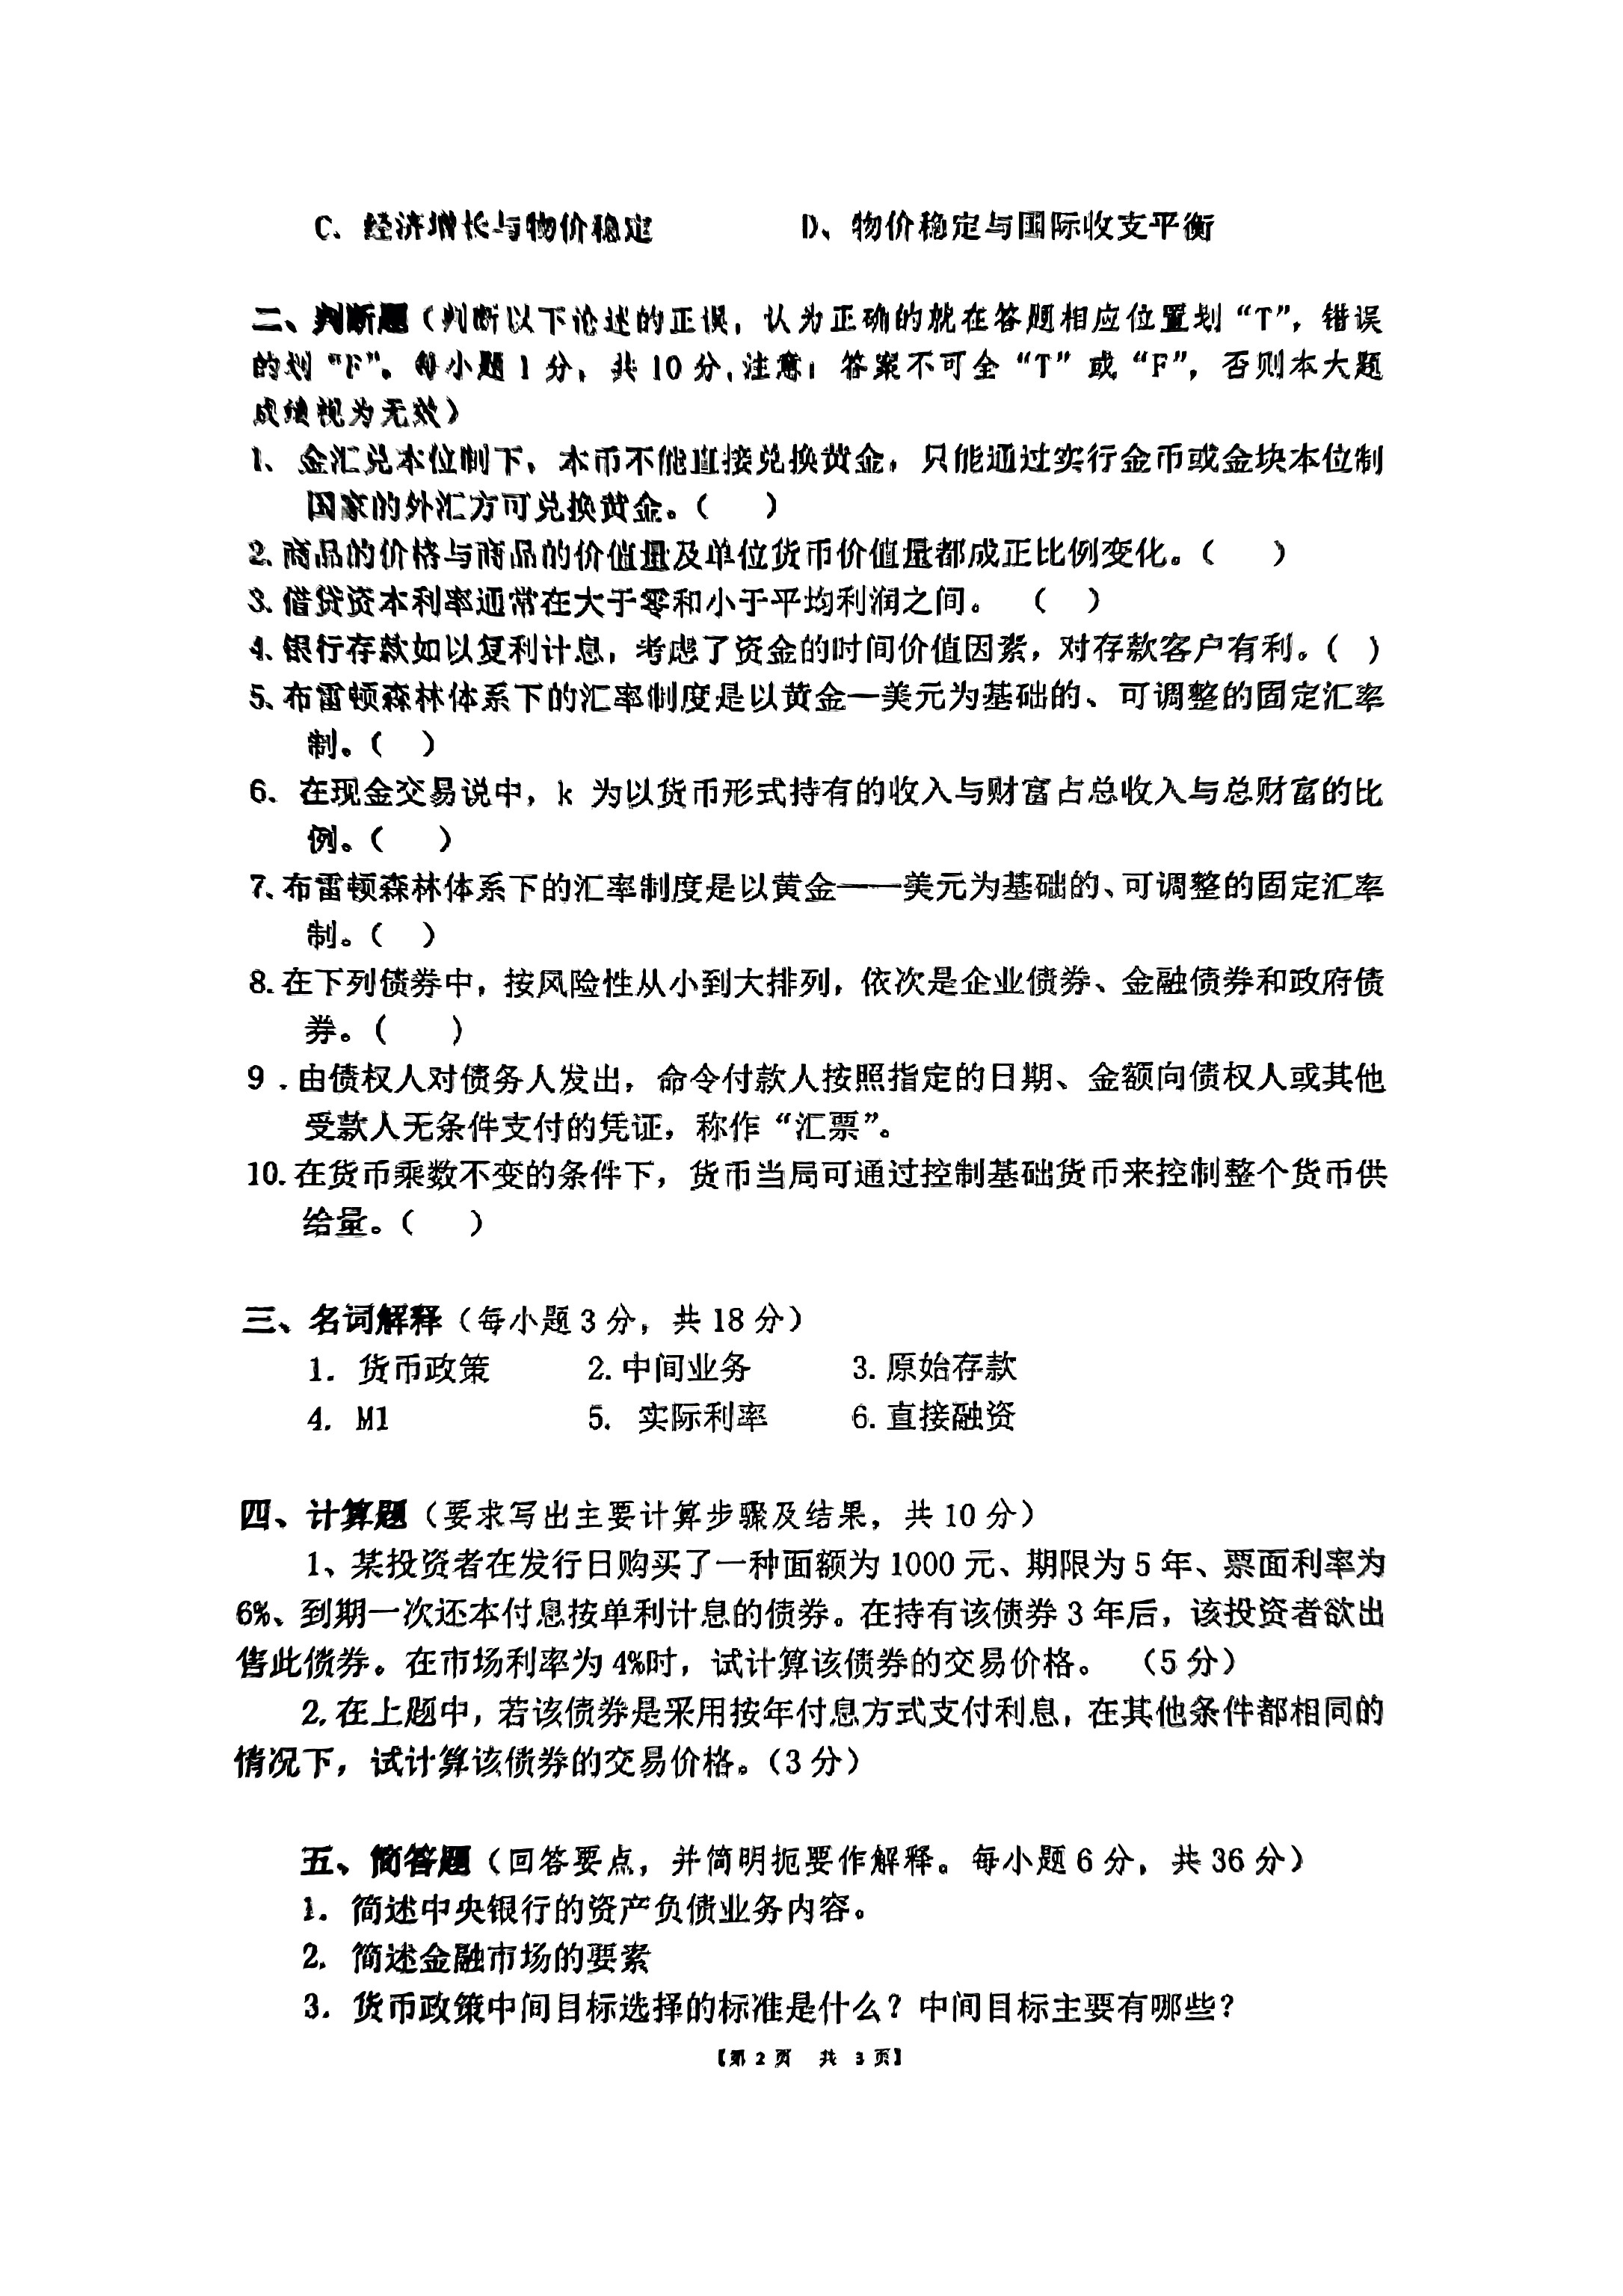 C、经济增长与物价稳定 D、物价稳定与国际收支平衡
二、判断题（判断以下论述的正误，认为正确的就在答题相应位置划“T”，错误
的划“F”。每小题1分，共10分，注意：答案不可全“T”或“F”，否则本大题
成绩视为无效）
1、金汇兑本位制下，本币不能直接兑换黄金，只能通过实行金币或金块本位制
国家的外汇方可兑换黄金。（ ）
2、商品的价格与商品的价值量及单位货币价值量都成正比例变化。（ ）
3、借贷资本利率通常在大于零和小于平均利润之间。 （ ）
4、银行存款如以复利计息，考虑了资金的时间价值因素，对存款客户有利。（ ）
5、布雷顿森林体系下的汇率制度是以黄金—美元为基础的、可调整的固定汇率
制。（ ）
6、在现金交易说中，k 为以货币形式持有的收入与财富占总收入与总财富的比
例。（ ）
7、布雷顿森林体系下的汇率制度是以黄金——美元为基础的、可调整的固定汇率
制。（ ）
8.在下列债券中，按风险性从小到大排列，依次是企业债券、金融债券和政府债
券。（ ）
9 .由债权人对债务人发出，命令付款人按照指定的日期、金额向债权人或其他
受款人无条件支付的凭证，称作“汇票”。
10.在货币乘数不变的条件下，货币当局可通过控制基础货币来控制整个货币供
给量。（ ）
三、名词解释（每小题3分，共18分）
1. 货币政策 2.中间业务 3.原始存款
4. M1 5. 实际利率 6.直接融资
四、计算题（要求写出主要计算步骤及结果，共10分）
1、某投资者在发行日购买了一种面额为1000元、期限为5年、票面利率为
6%、到期一次还本付息按单利计息的债券。在持有该债券3年后，该投资者欲出
售此债券。在市场利率为4%时，试计算该债券的交易价格。 （5分）
2.在上题中，若该债券是采用按年付息方式支付利息，在其他条件都相同的
情况下，试计算该债券的交易价格。（3分）
五、简答题（回答要点，并简明扼要作解释。每小题6分，共36分）
1. 简述中央银行的资产负债业务内容。
2. 简述金融市场的要素
3. 货币政策中间目标选择的标准是什么？中间目标主要有哪些？
【第 2 页 共 3 页】